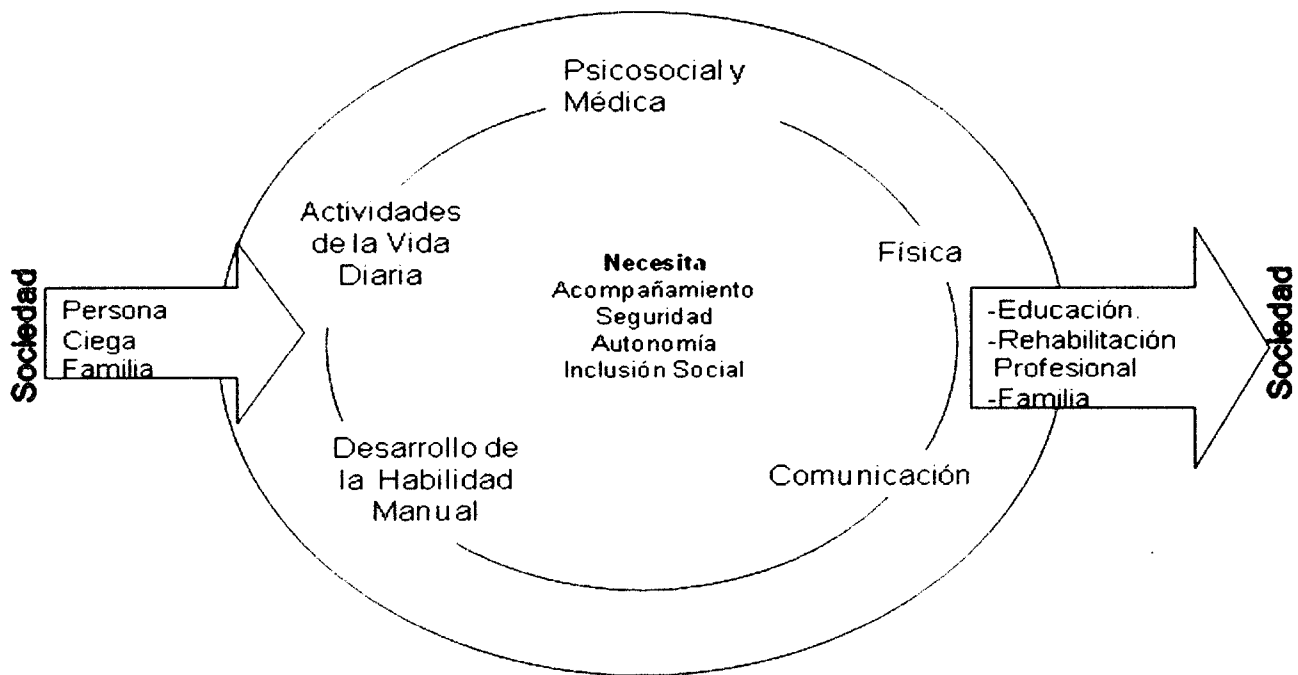 Sociedad
Persona
Ciega
Familia
Psicosocial y
Médica
Actividades
de la Vida
Diaria
Física
Necesita
Acompañamiento
Seguridad
Autonomía
Inclusión Social
Desarrollo de
la Habilidad
Manual
Comunicación
-Educación.
-Rehabilitación
Profesional
-Familia
Sociedad